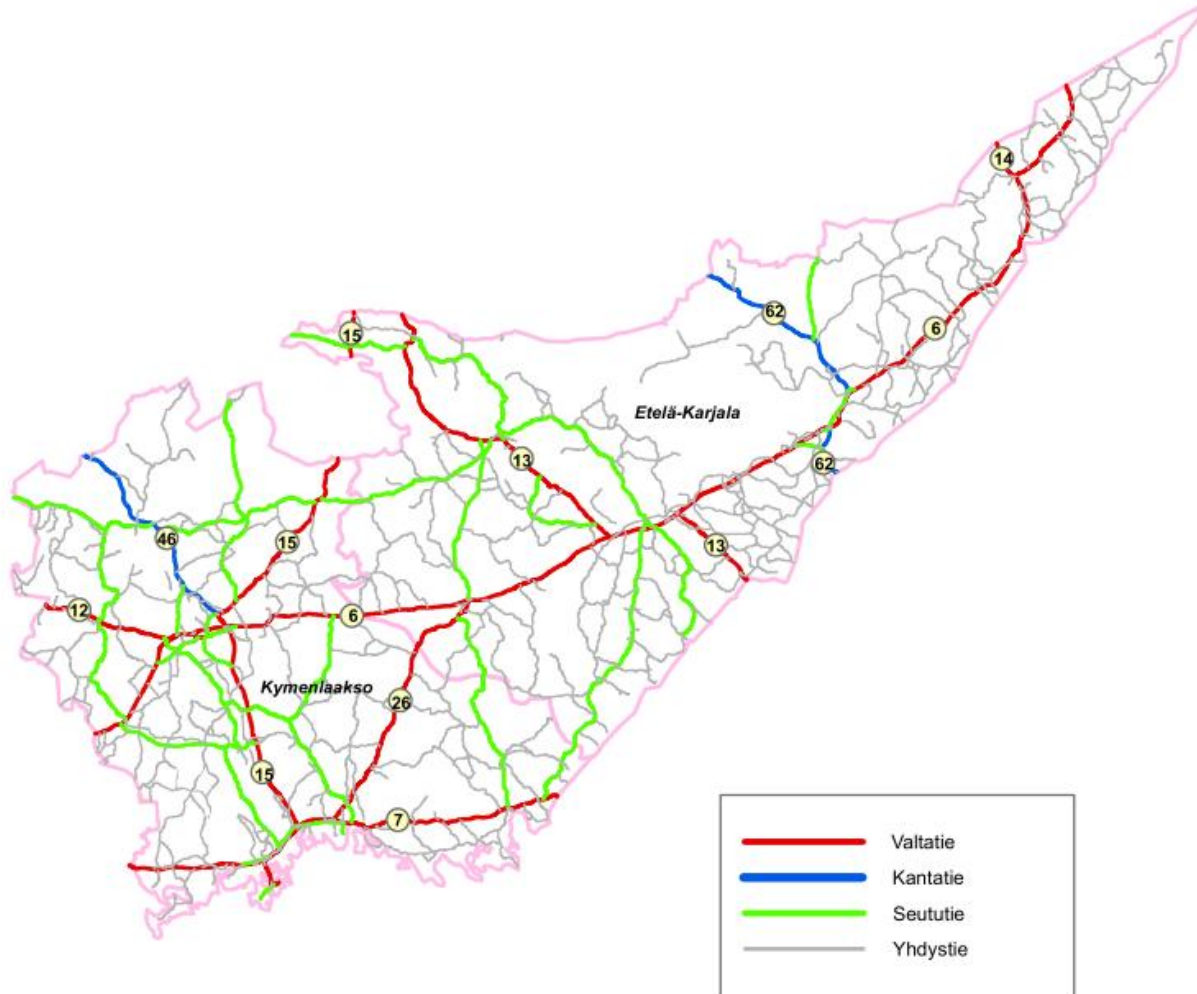 14
62
6
15
Etelä-Karjala
13
62
46
15
13
12
6
Kymenlaakso
26
15
7
Valtatie
Kantatie
Seututie
Yhdystie